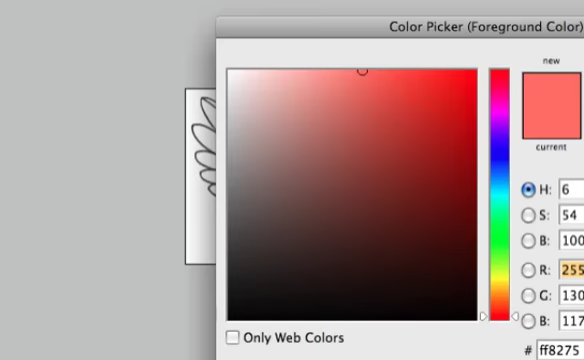 Color Picker (Foreground Color)
new
current
H: 6
S: 54
B: 100
R: 255
G: 130
B: 117
Only Web Colors
# ff8275